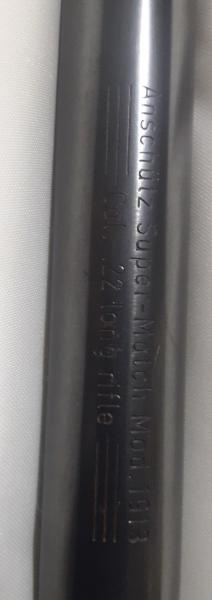 Anschütz Super-Match Mod. 1913
Cal. .22 long rifle